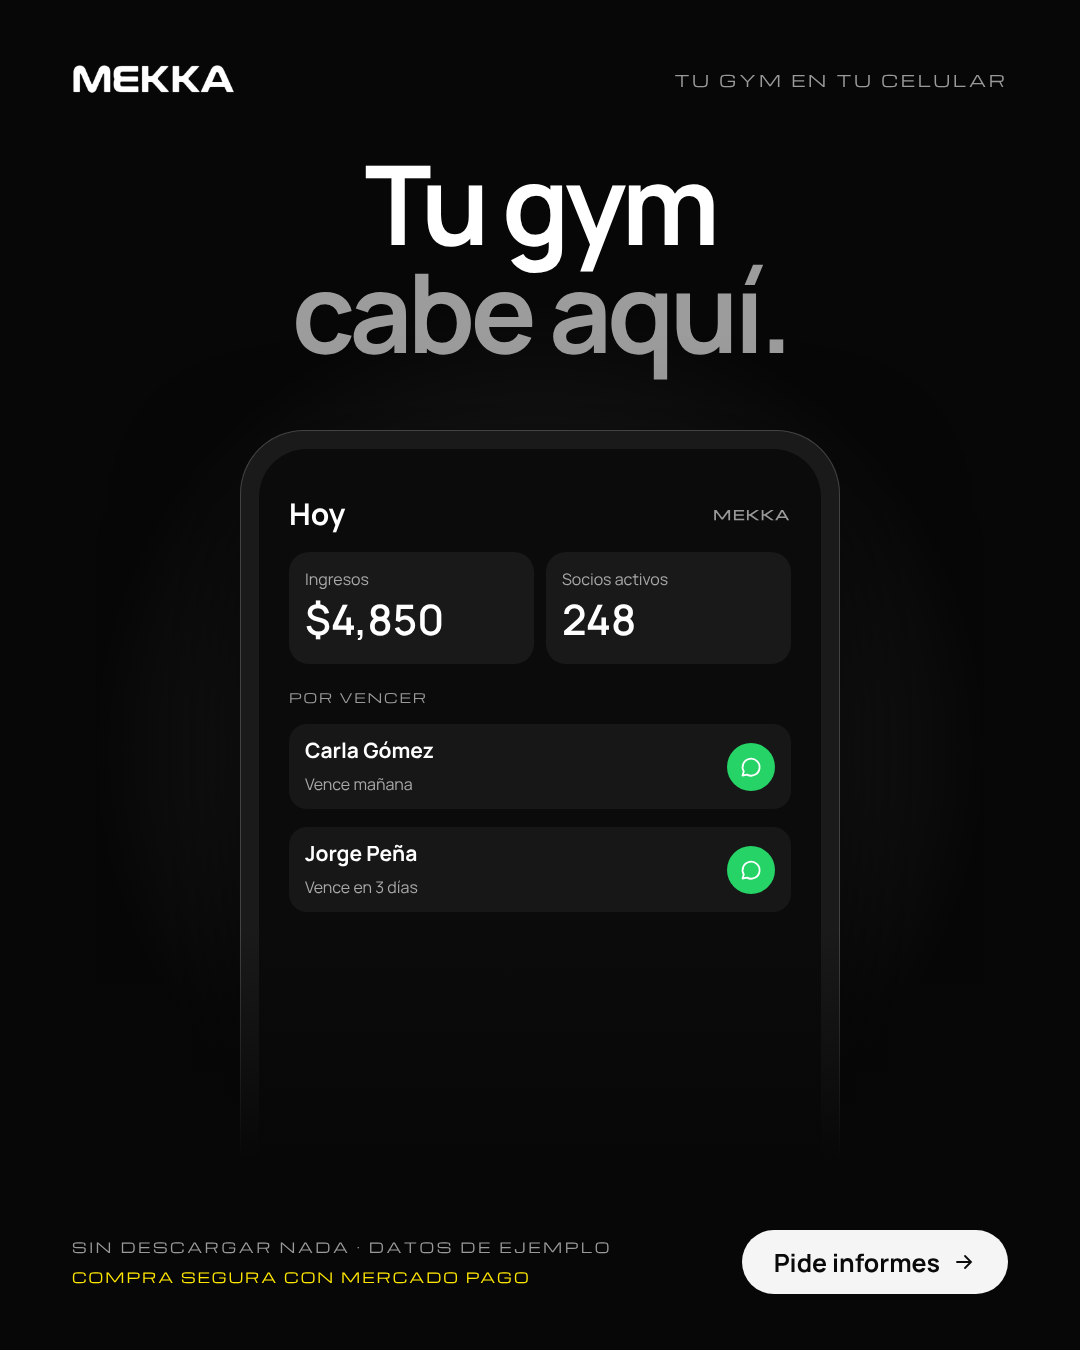 MEKKA
TU GYM EN TU CELULAR
Tu gym
cabe aquí.
Hoy
MEKKA
Ingresos
$4,850
Socios activos
248
POR VENCER
Carla Gómez
Vence mañana
Jorge Peña
Vence en 3 días
SIN DESCARGAR NADA · DATOS DE EJEMPLO
COMPRA SEGURA CON MERCADO PAGO
Pide informes →